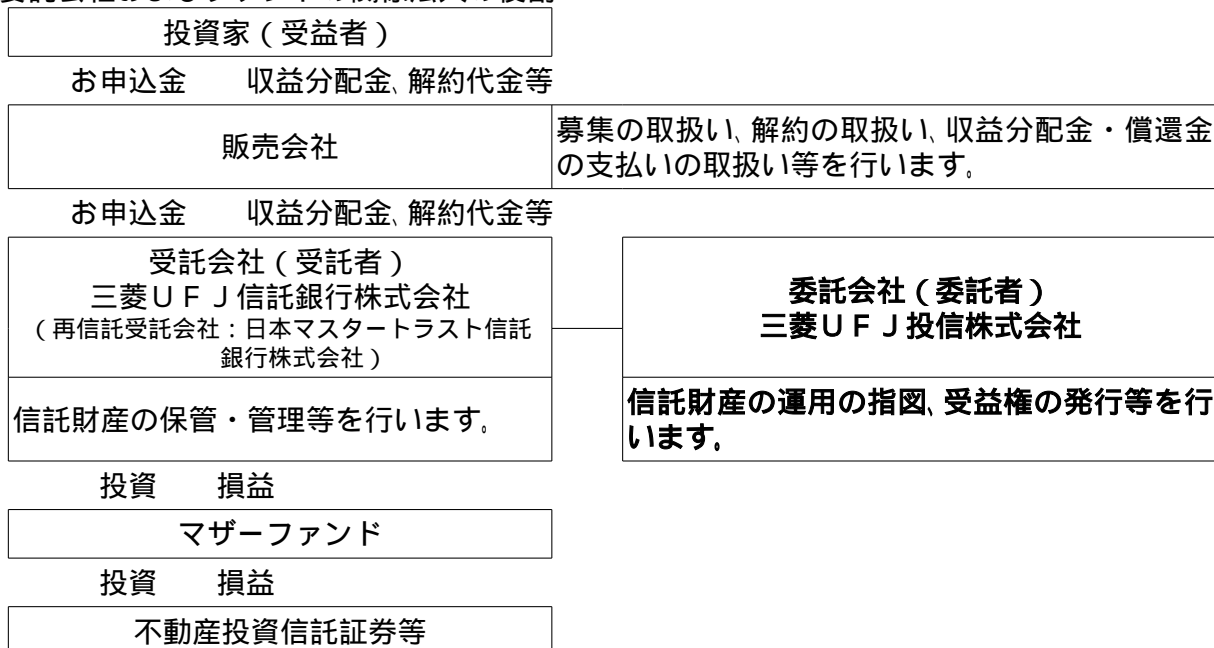 投資家(受益者)
お申込金 収益分配金、解約代金等
販売会社
募集の取扱い、解約の取扱い、収益分配金・償還金
の支払いの取扱い等を行います。
お申込金 収益分配金、解約代金等
受託会社(受託者)
三菱UFJ信託銀行株式会社
(再信託受託会社:日本マスタートラスト信託
銀行株式会社)
委託会社(委託者)
三菱UFJ投信株式会社
信託財産の保管・管理等を行います。
信託財産の運用の指図、受益権の発行等を行
います。
投資 損益
マザーファンド
投資 損益
不動産投資信託証券等